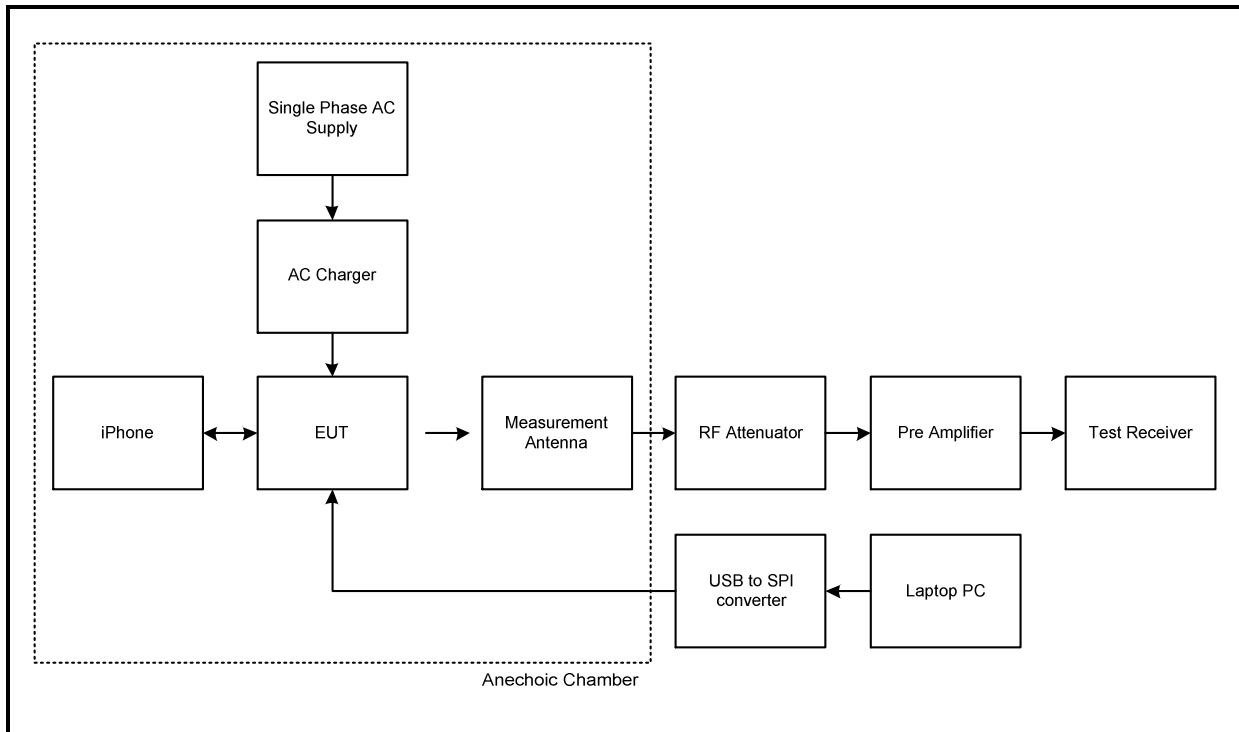 Single Phase AC
Supply
AC Charger
iPhone
EUT
Measurement
Antenna
RF Attenuator
Pre Amplifier
Test Receiver
USB to SPI
converter
Laptop PC
Anechoic Chamber